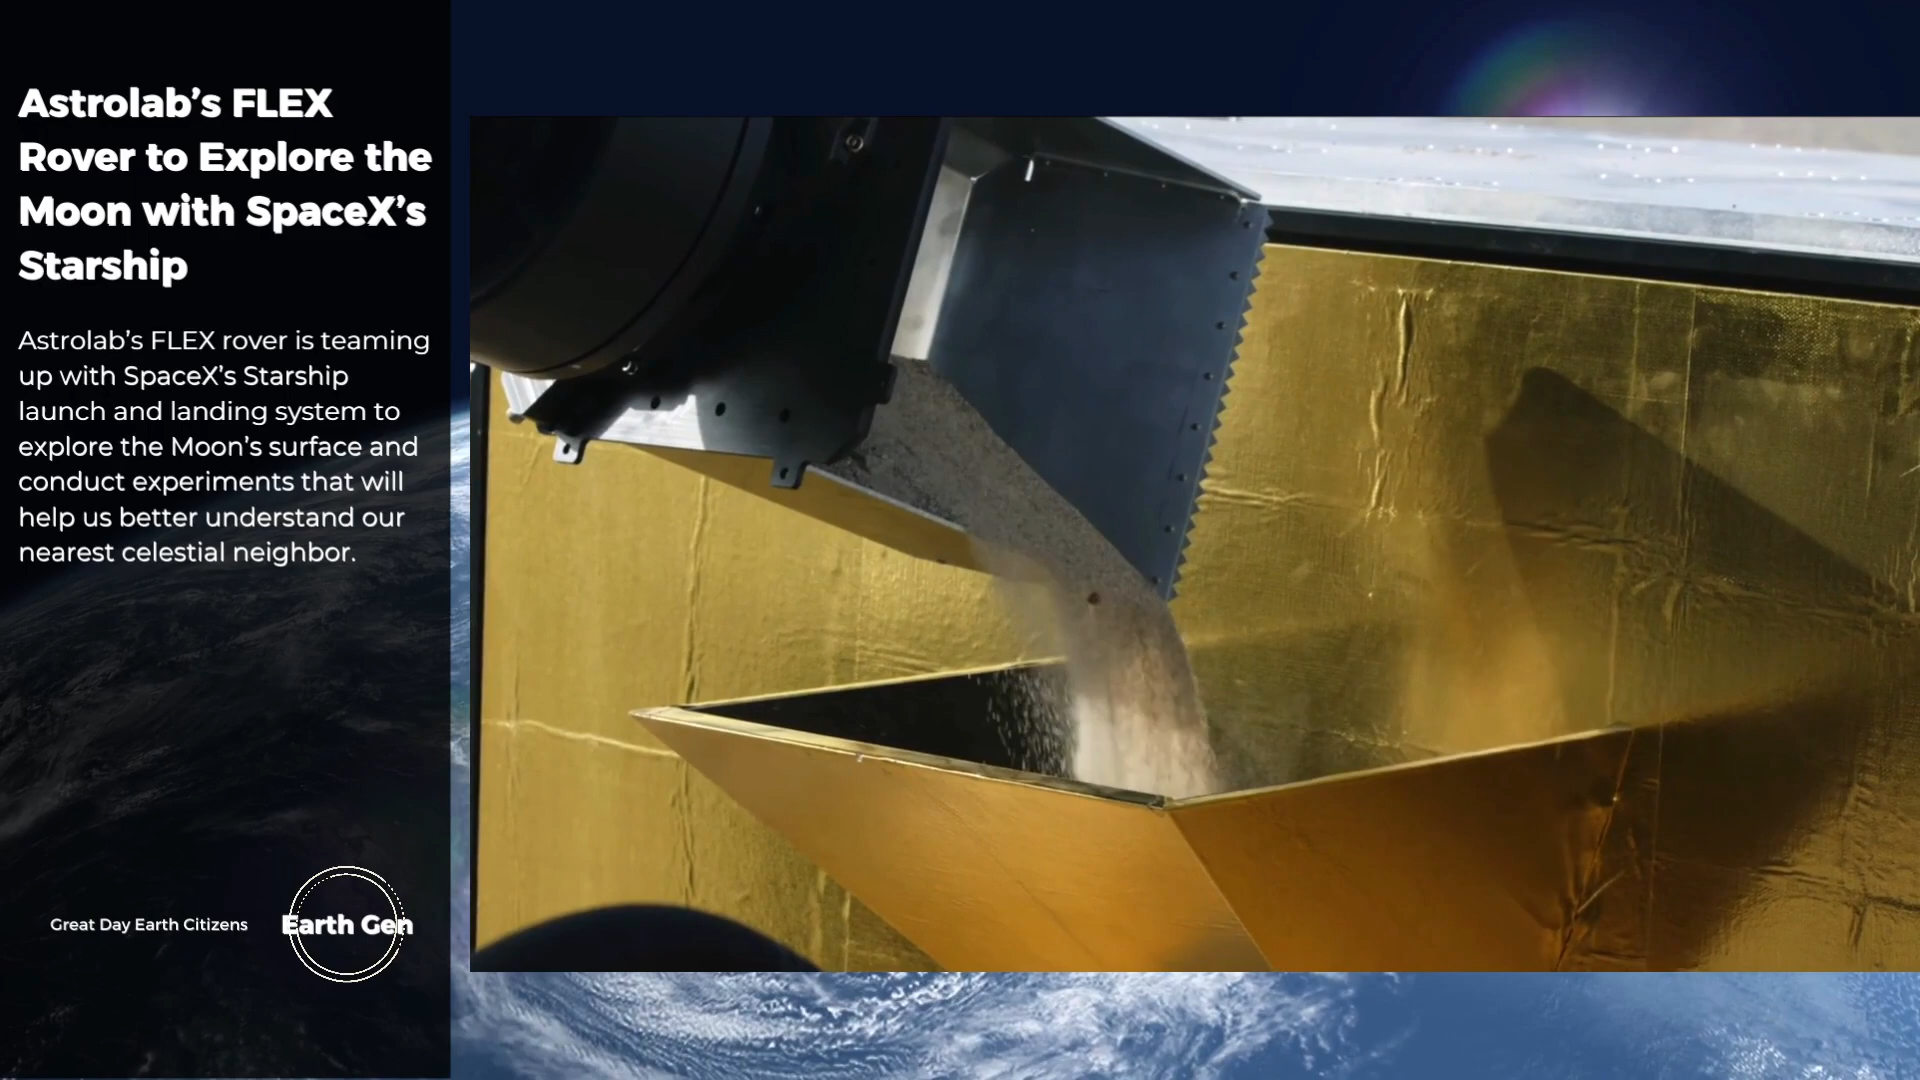 Astrolab's FLEX
Rover to Explore the
Moon with SpaceX's
Starship
Astrolab's FLEX rover is teaming
up with SpaceX's Starship
launch and landing system to
explore the Moon's surface and
conduct experiments that will
help us better understand our
nearest celestial neighbor.
Great Day Earth Citizens
Earth Gen